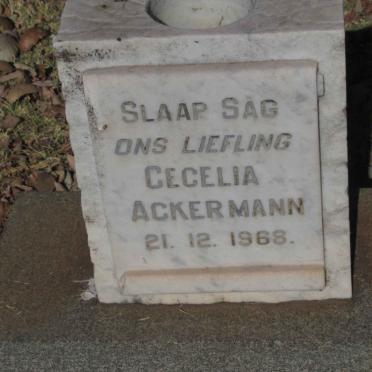 SLAAP SAG
ONS LIEFLING
CECELIA
ACKERMANN
21. 12. 1968.